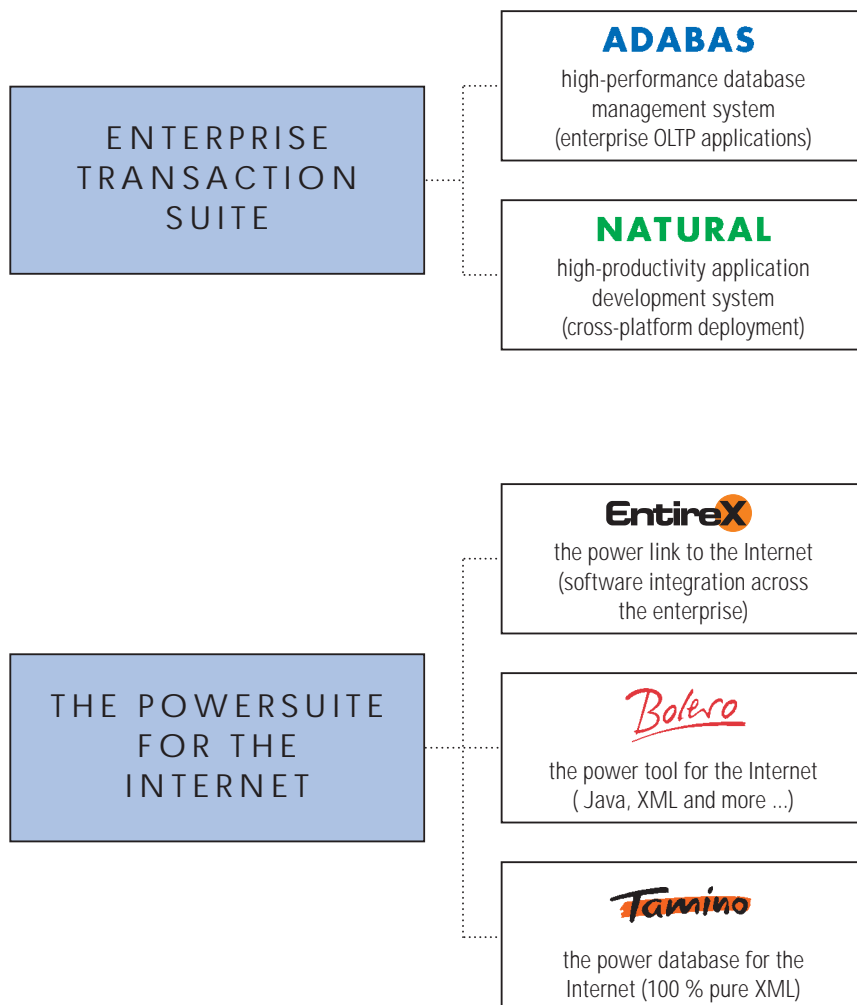 ENTERPRISE
TRANSACTION
SUITE
ADABAS
high-performance database
management system
(enterprise OLTP applications)
NATURAL
high-productivity application
development system
(cross-platform deployment)
THE POWERSUITE
FOR THE
INTERNET
EntireX
the power link to the Internet
(software integration across
the enterprise)
Bolero
the power tool for the Internet
( Java, XML and more ...)
Tamino
the power database for the
Internet (100 % pure XML)